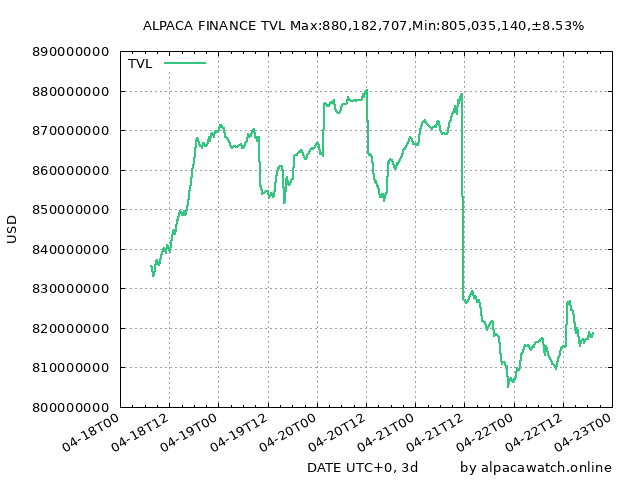 ALPACA FINANCE TVL Max:880,182,707,Min:805,035,140,±8.53%
TVL
890000000
880000000
870000000
860000000
850000000
840000000
830000000
820000000
810000000
800000000
USD
04-18T00
04-18T12
04-19T00
04-19T12
04-20T00
04-20T12
04-21T00
04-21T12
04-22T00
04-22T12
04-23T00
DATE UTC+0, 3d
by alpacawatch.online